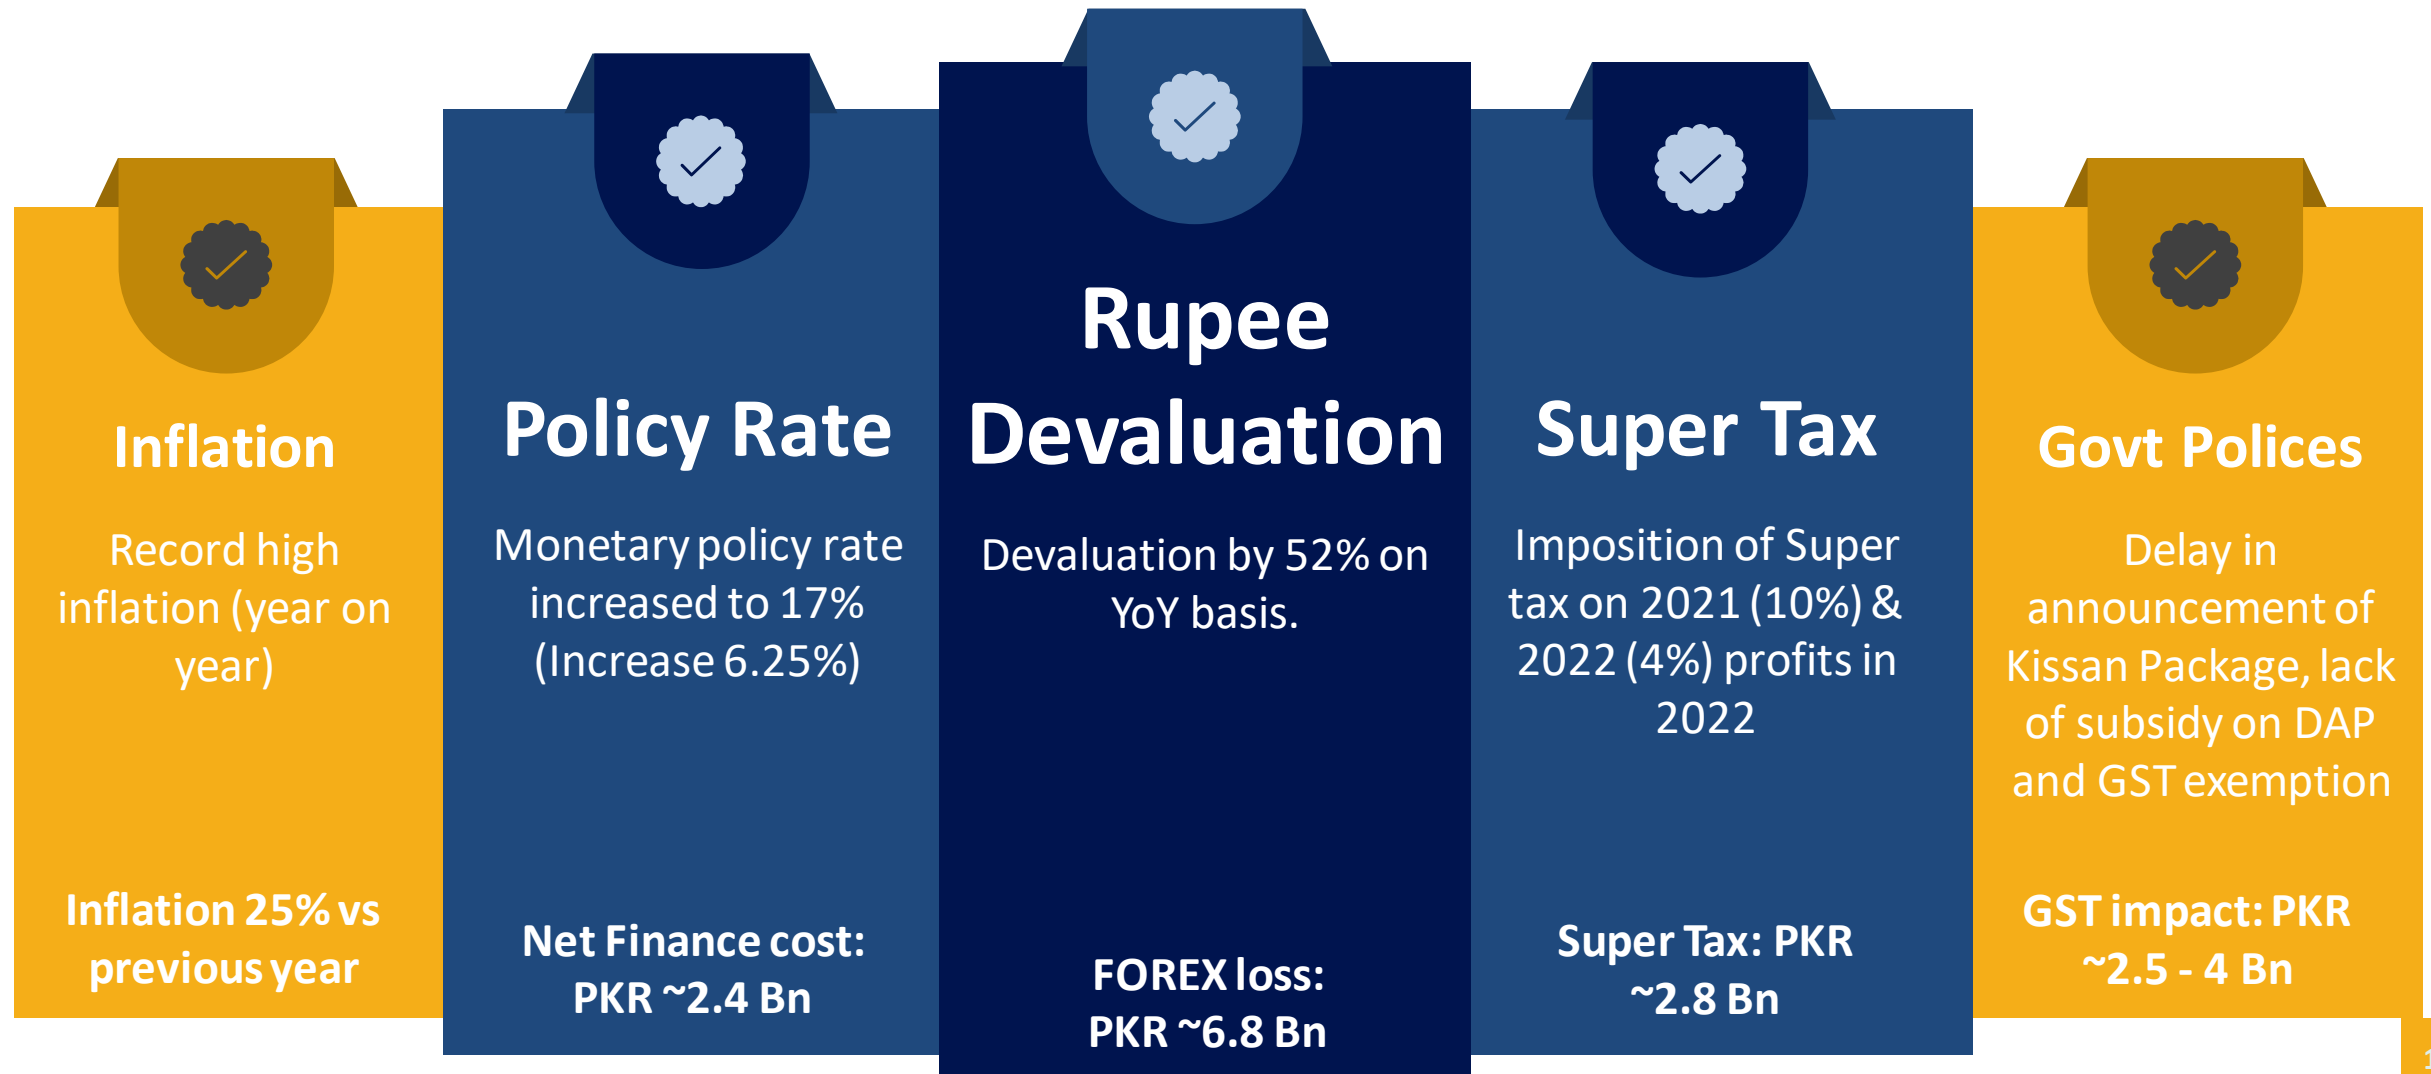 Inflation
Record high
inflation (year on
year)
Inflation 25% vs
previous year
Policy Rate
Monetary policy rate
increased to 17%
(Increase 6.25%)
Net Finance cost:
PKR ~2.4 Bn
Rupee
Devaluation
Devaluation by 52% on
YoY basis.
FOREX loss:
PKR ~6.8 Bn
Super Tax
Imposition of Super
tax on 2021 (10%) &
2022 (4%) profits in
2022
Super Tax: PKR
~2.8 Bn
Govt Polices
Delay in
announcement of
Kissan Package, lack
of subsidy on DAP
and GST exemption
GST impact: PKR
~2.5 - 4 Bn